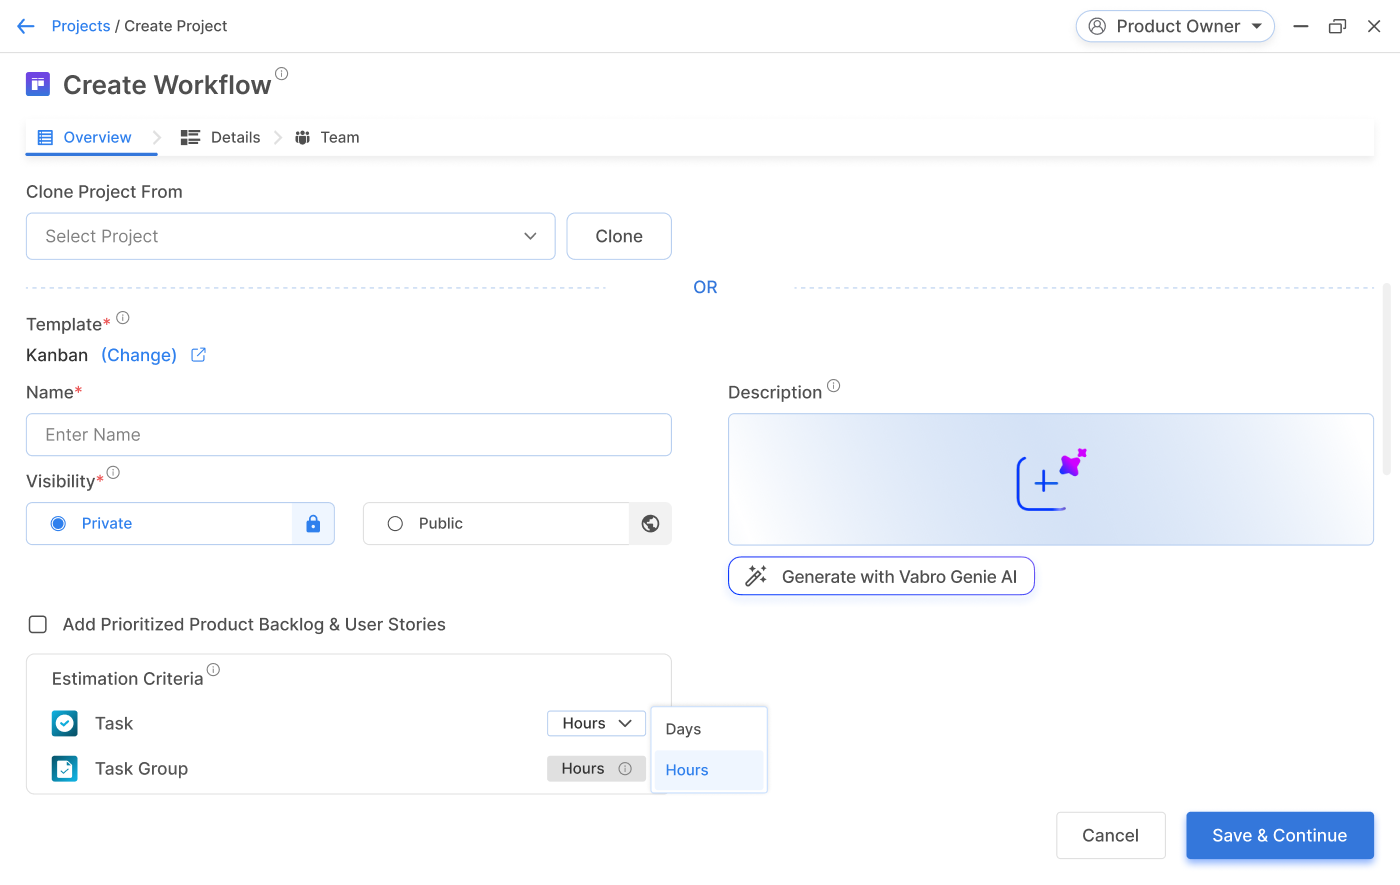 Projects / Create Project
Product Owner
Create Workflow
Overview
Details
Team
Clone Project From
Select Project
Clone
OR
Template*
Kanban (Change)
Name*
Enter Name
Description
Visibility*
Private
Public
Generate with Vabro Genie AI
Add Prioritized Product Backlog & User Stories
Estimation Criteria
Task
Hours
Days
Task Group
Hours
Hours
Cancel
Save & Continue